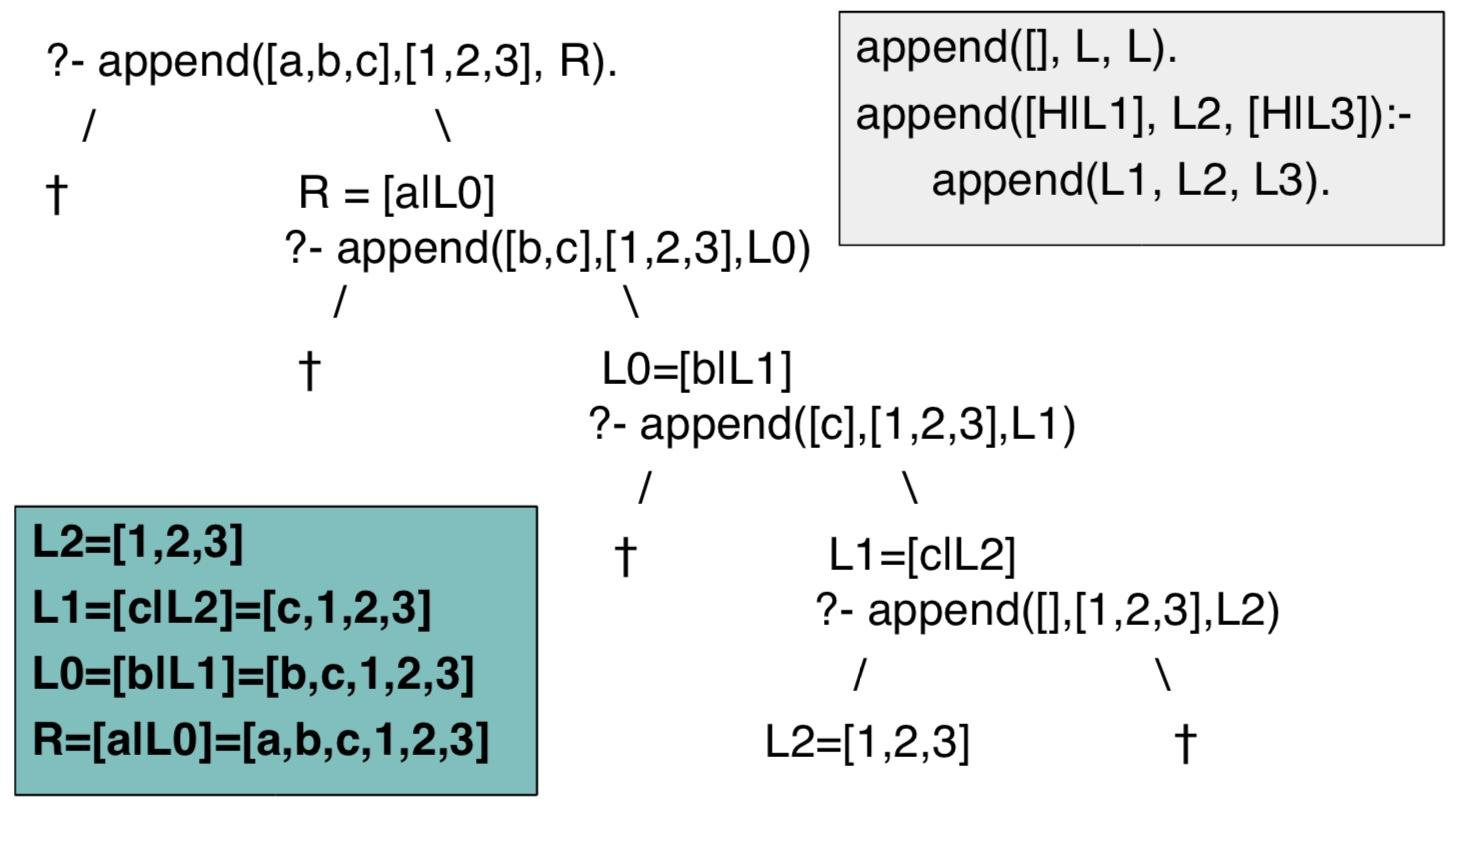 ?- append([a,b,c],[1,2,3], R).
/ \
† R = [a|L0]
?- append([b,c],[1,2,3],L0)
/ \
† L0=[b|L1]
?- append([c],[1,2,3],L1)
/ \
† L1=[c|L2]
?- append([],[1,2,3],L2)
/ \
L2=[1,2,3] †
append([], L, L).
append([H|L1], L2, [H|L3]):-
append(L1, L2, L3).
L2=[1,2,3]
L1=[c|L2]=[c,1,2,3]
L0=[b|L1]=[b,c,1,2,3]
R=[a|L0]=[a,b,c,1,2,3]